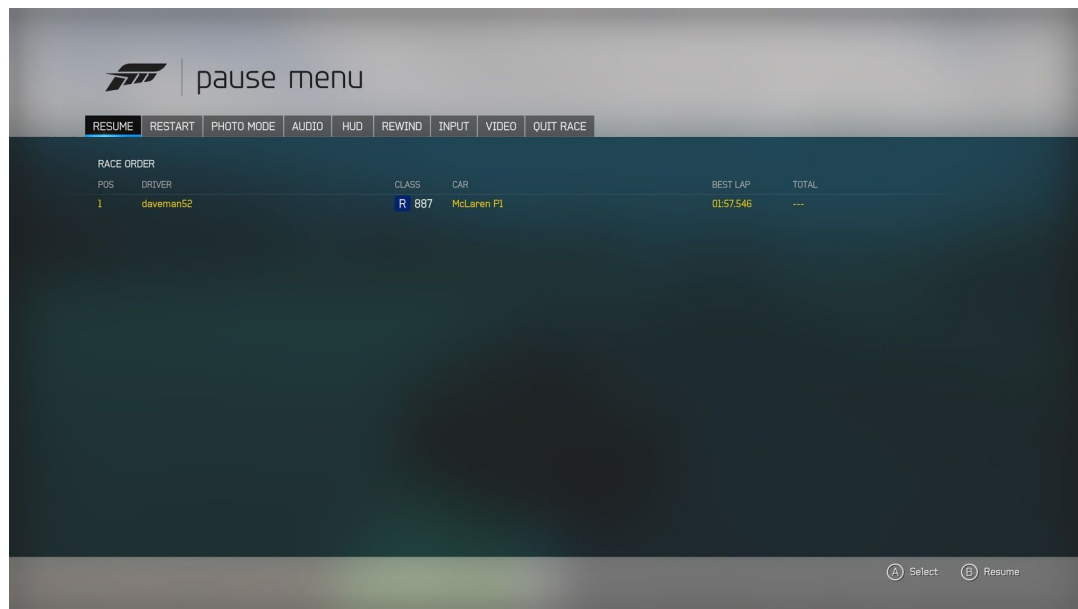 pause menu
RESUME RESTART PHOTO MODE AUDIO HUD REWIND INPUT VIDEO QUIT RACE
RACE ORDER
POS DRIVER CLASS CAR BEST LAP TOTAL
1 daveman52 R 887 McLaren P1 01:57.546 ---
A Select B Resume